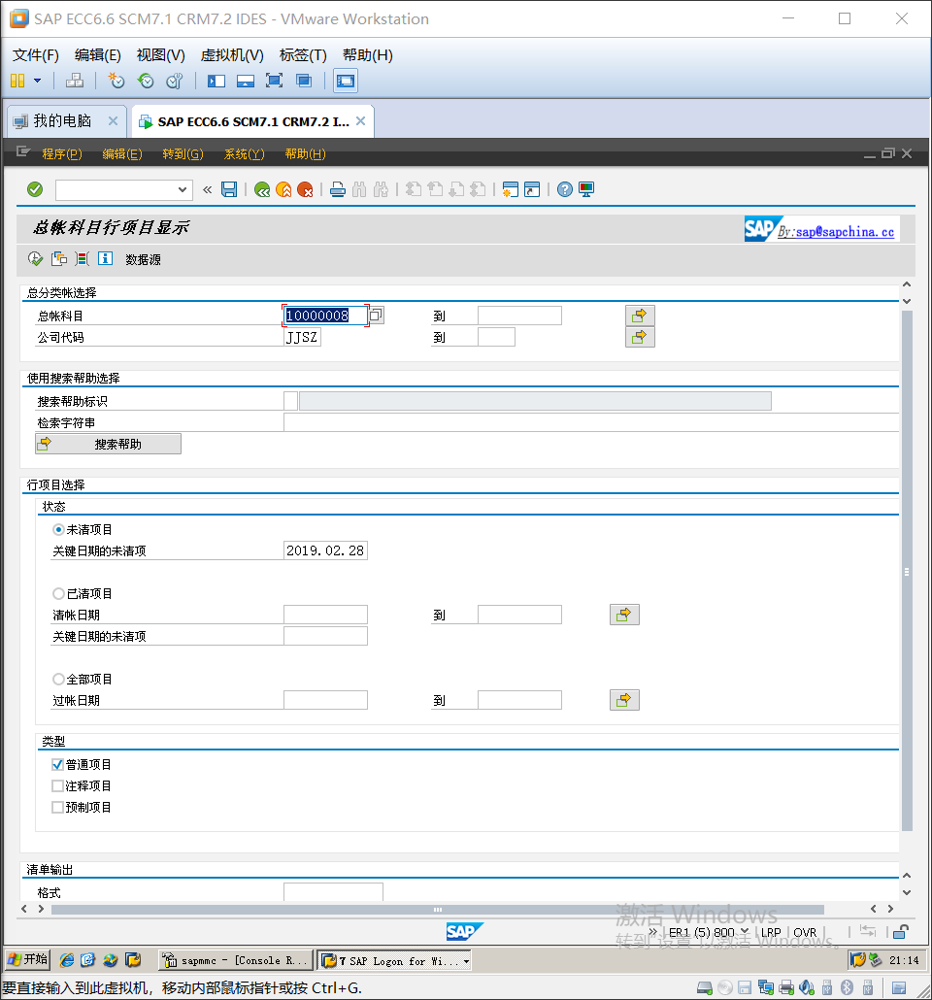 SAP ECC6.6 SCM7.1 CRM7.2 IDES - VMware Workstation
文件(F) 编辑(E) 视图(V) 虚拟机(V) 标签(T) 帮助(H)
我的电脑 SAP ECC6.6 SCM7.1 CRM7.2 I...
程序(P) 编辑(E) 转到(G) 系统(Y) 帮助(H)
总帐科目行项目显示
SAP By:sap@sapchina.cc
数据源
总分类帐选择
总帐科目 10000008 到
公司代码 JJSZ 到
使用搜索帮助选择
搜索帮助标识
检索字符串
搜索帮助
行项目选择
状态
未清项目
关键日期的未清项 2019.02.28
已清项目
清帐日期 到
关键日期的未清项
全部项目
过帐日期 到
类型
普通项目
注释项目
预制项目
清单输出
格式
激活 Windows
SAP ER1 (5) 800 LRP OVR
转到"设置"以激活 Windows。
开始 sapmmc - [Console R... 7 SAP Logon for Wi... 21:14
要直接输入到此虚拟机，移动内部鼠标指针或按 Ctrl+G.